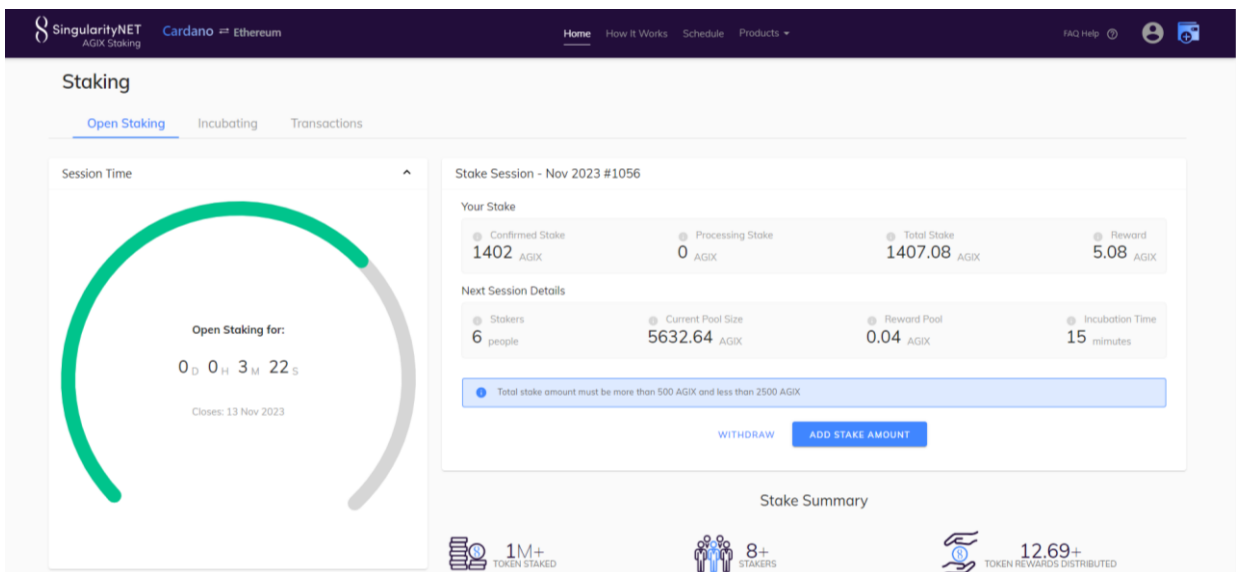 SingularityNET Cardano ⇌ Ethereum Home How It Works Schedule Products FAQ Help
AGIX Staking
Staking
Open Staking Incubating Transactions
Session Time
Open Staking for:
0 D 0 H 3 M 22 S
Closes: 13 Nov 2023
Stake Session - Nov 2023 #1056
Your Stake
Confirmed Stake Processing Stake Total Stake Reward
1402 AGIX 0 AGIX 1407.08 AGIX 5.08 AGIX
Next Session Details
Stakers Current Pool Size Reward Pool Incubation Time
6 people 5632.64 AGIX 0.04 AGIX 15 mimutes
Total stake amount must be more than 500 AGIX and less than 2500 AGIX
WITHDRAW ADD STAKE AMOUNT
Stake Summary
1M+ 8+ 12.69+
TOKEN STAKED STAKERS TOKEN REWARDS DISTRIBUTED